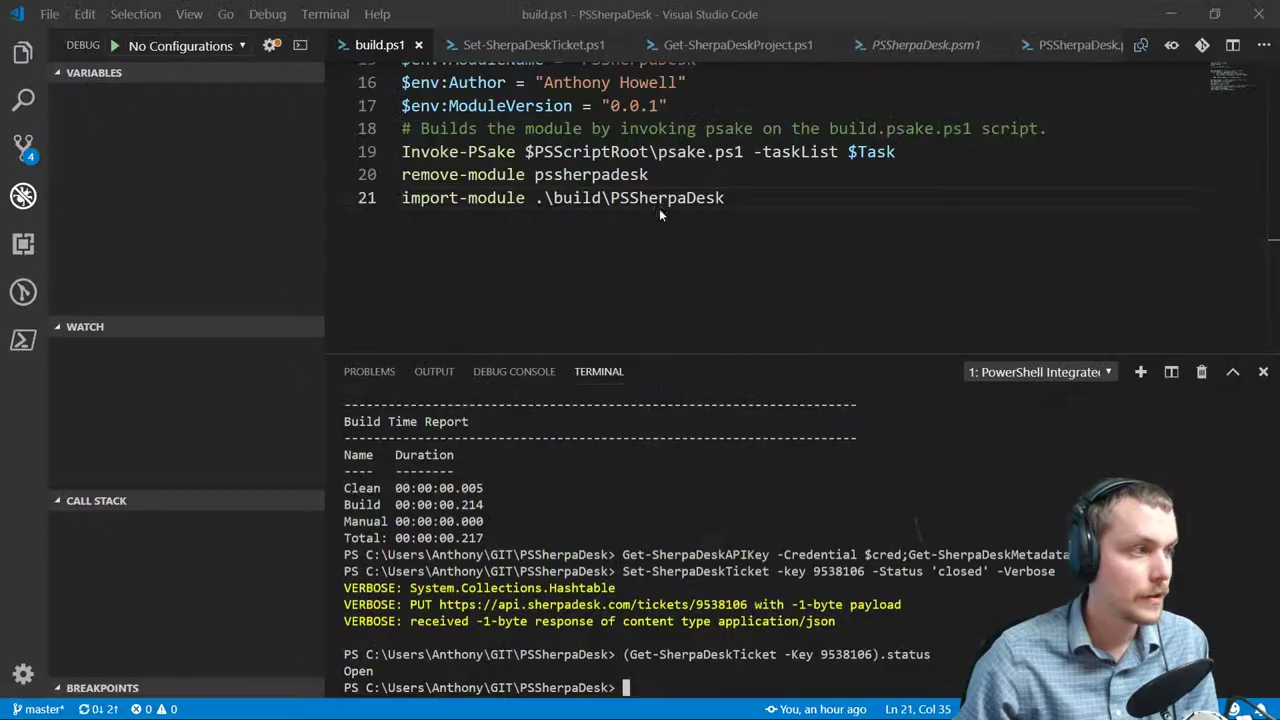 File Edit Selection View Go Debug Terminal Help
build.ps1 - PSSherpaDesk - Visual Studio Code
DEBUG No Configurations
build.ps1
Set-SherpaDeskTicket.ps1
Get-SherpaDeskProject.ps1
PSSherpaDesk.psm1
PSSherpaDesk.
VARIABLES
WATCH
CALL STACK
BREAKPOINTS
4
16 $env:Author = "Anthony Howell"
17 $env:ModuleVersion = "0.0.1"
18 # Builds the module by invoking psake on the build.psake.ps1 script.
19 Invoke-PSake $PSScriptRoot\psake.ps1 -taskList $Task
20 remove-module pssherpadesk
21 import-module .\build\PSSherpaDesk
PROBLEMS OUTPUT DEBUG CONSOLE TERMINAL
1: PowerShell Integrate
----------------------------------------------------------------------
Build Time Report
----------------------------------------------------------------------
Name Duration
---- --------
Clean 00:00:00.005
Build 00:00:00.214
Manual 00:00:00.000
Total: 00:00:00.217
PS C:\Users\Anthony\GIT\PSSherpaDesk> Get-SherpaDeskAPIKey -Credential $cred;Get-SherpaDeskMetadata
PS C:\Users\Anthony\GIT\PSSherpaDesk> Set-SherpaDeskTicket -key 9538106 -Status 'closed' -Verbose
VERBOSE: System.Collections.Hashtable
VERBOSE: PUT https://api.sherpadesk.com/tickets/9538106 with -1-byte payload
VERBOSE: received -1-byte response of content type application/json
PS C:\Users\Anthony\GIT\PSSherpaDesk> (Get-SherpaDeskTicket -Key 9538106).status
Open
PS C:\Users\Anthony\GIT\PSSherpaDesk>
master* 0↓ 2↑ 0 0
You, an hour ago
Ln 21, Col 35